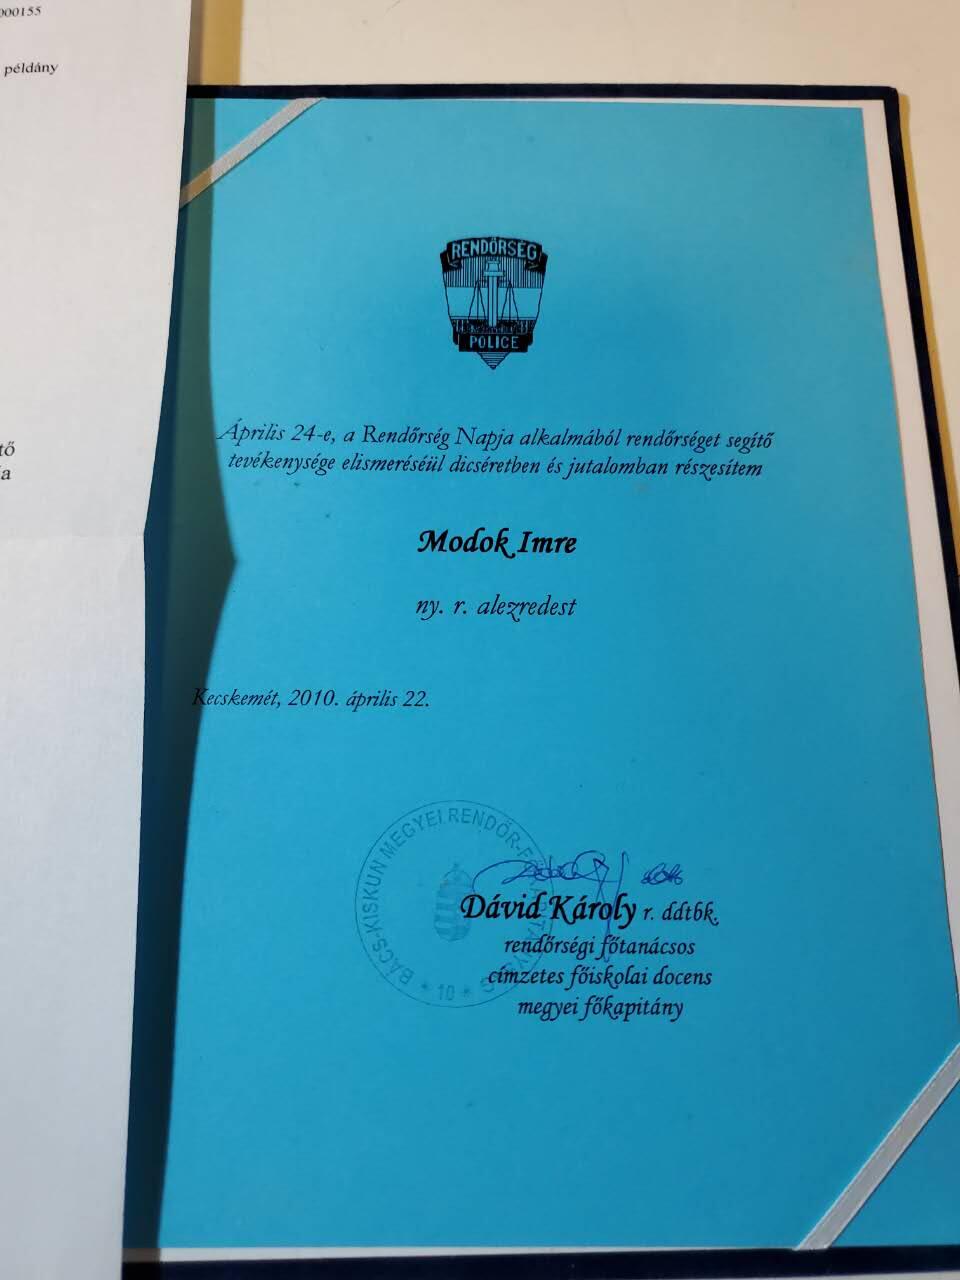 000155
példány
tő
a
RENDŐRSÉG
POLICE
Április 24-e, a Rendőrség Napja alkalmából rendőrséget segítő
tevékenysége elismeréséül dicséretben és jutalomban részesítem
Modok Imre
ny. r. alezredest
Kecskemét, 2010. április 22.
BÁCS-KISKUN MEGYEI RENDŐR-FŐKAPITÁNYSÁG
* 10 *
Dávid Károly r. ddtbk.
rendőrségi főtanácsos
címzetes főiskolai docens
megyei főkapitány